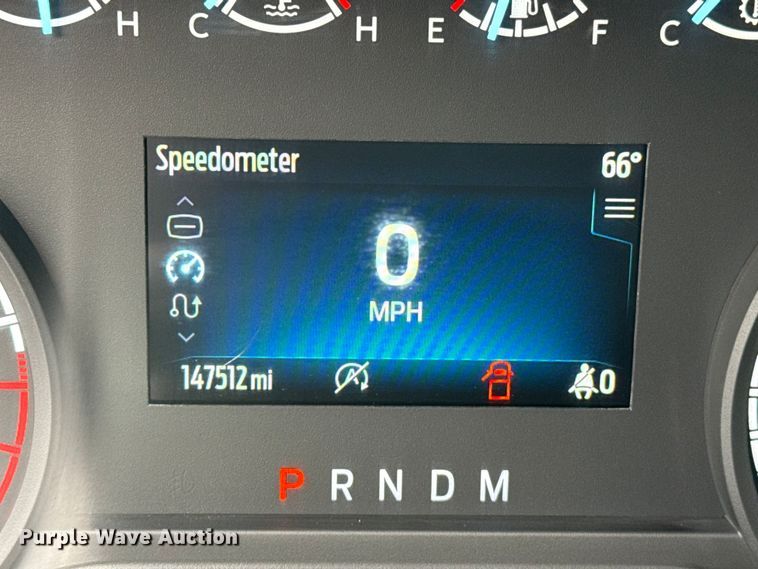 H C H E F C
Speedometer 66°
0
MPH
147512 mi 0
P R N D M
Purple Wave Auction